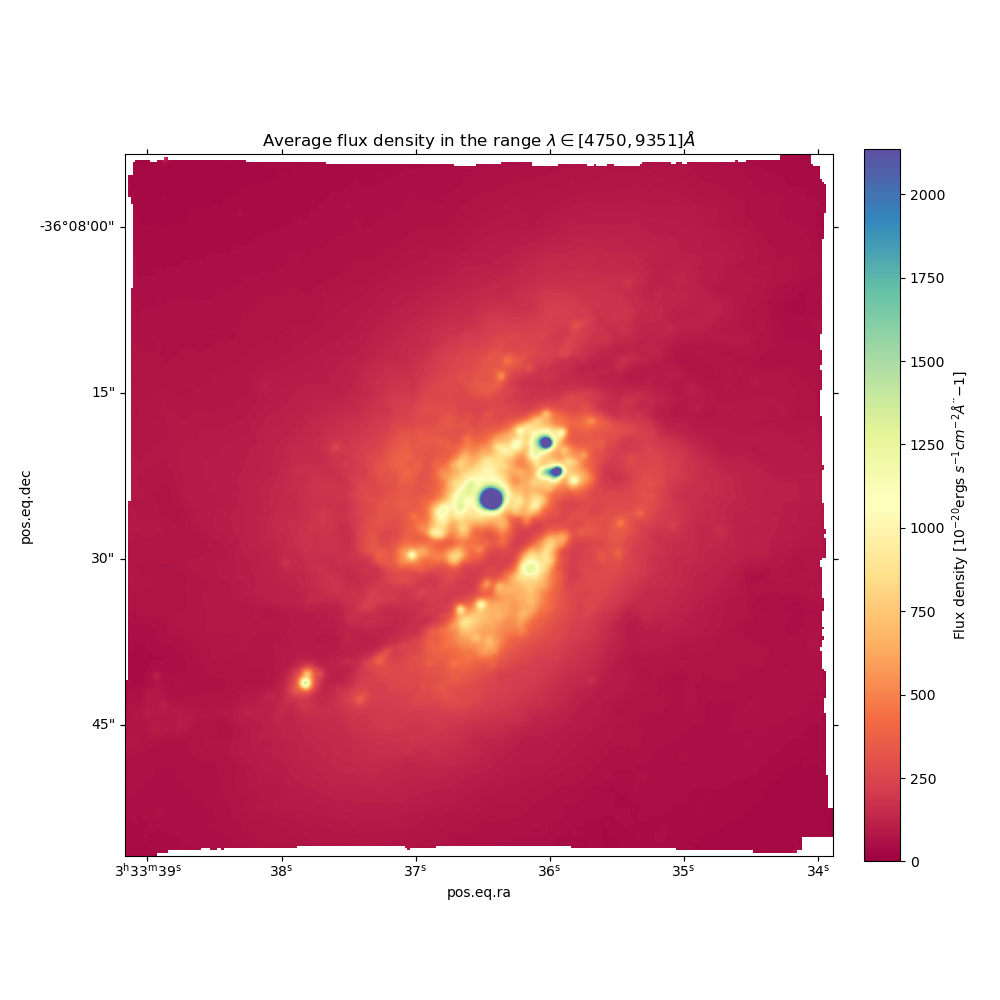 Average flux density in the range λ ∈ [4750, 9351]Å
-36°08'00"
15"
30"
45"
pos.eq.dec
3ʰ33ᵐ39ˢ
38ˢ
37ˢ
36ˢ
35ˢ
34ˢ
pos.eq.ra
2000
1750
1500
1250
1000
750
500
250
0
Flux density [10⁻²⁰ergs s⁻¹cm⁻²Å¨−1]